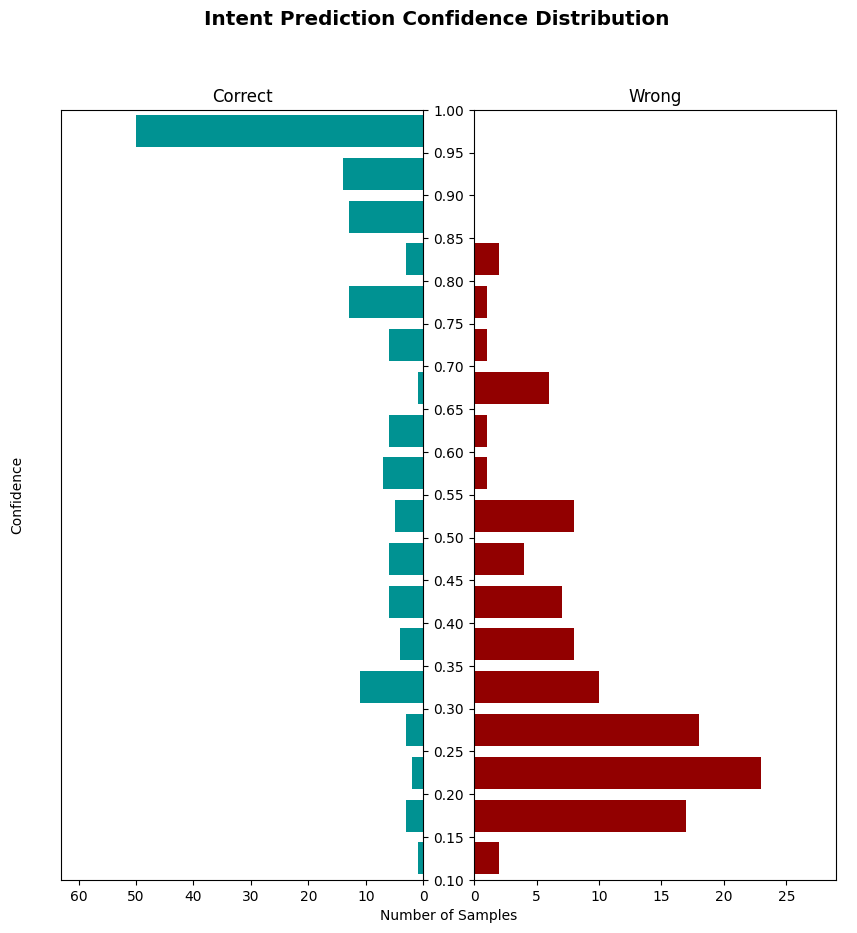 Intent Prediction Confidence Distribution
Correct
Wrong
1.00
0.95
0.90
0.85
0.80
0.75
0.70
0.65
0.60
0.55
0.50
0.45
0.40
0.35
0.30
0.25
0.20
0.15
0.10
Confidence
60 50 40 30 20 10 0
0 5 10 15 20 25
Number of Samples